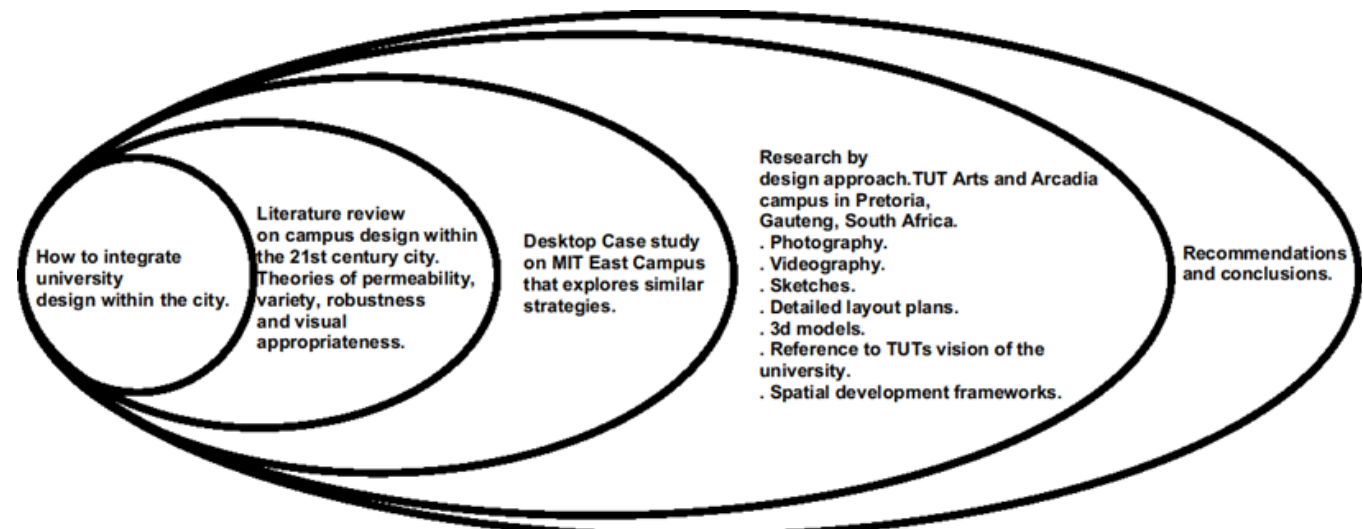 How to integrate
university
design within the city.
Literature review
on campus design within
the 21st century city.
Theories of permeability,
variety, robustness
and visual
appropriateness.
Desktop Case study
on MIT East Campus
that explores similar
strategies.
Research by
design approach.TUT Arts and Arcadia
campus in Pretoria,
Gauteng, South Africa.
. Photography.
. Videography.
. Sketches.
. Detailed layout plans.
. 3d models.
. Reference to TUTs vision of the
university.
. Spatial development frameworks.
Recommendations
and conclusions.